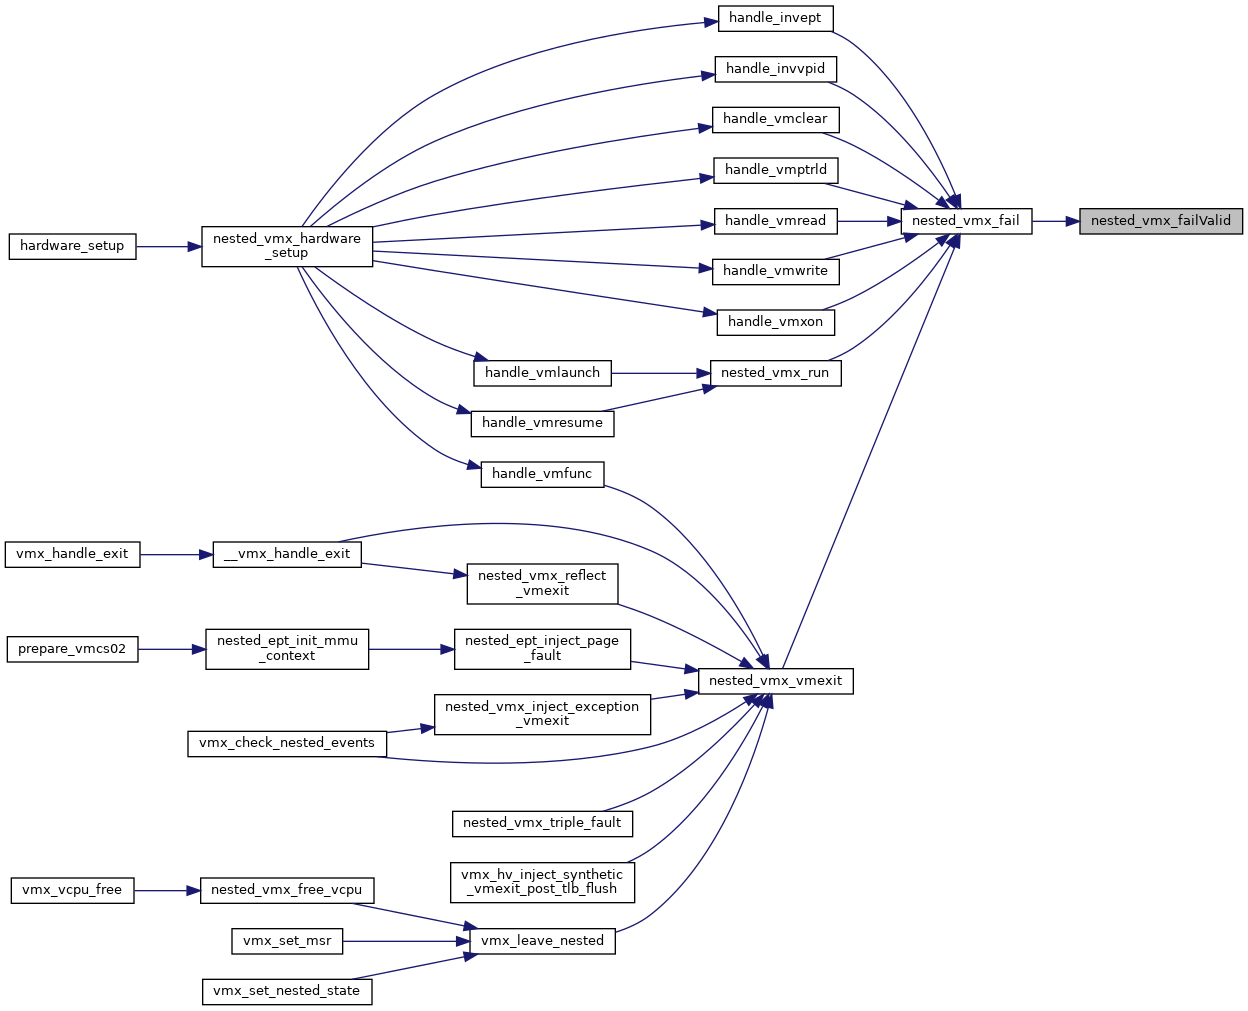 handle_invept
handle_invvpid
handle_vmclear
handle_vmptrld
handle_vmread
nested_vmx_fail
nested_vmx_failValid
hardware_setup
nested_vmx_hardware
_setup
handle_vmwrite
handle_vmxon
handle_vmlaunch
nested_vmx_run
handle_vmresume
handle_vmfunc
vmx_handle_exit
__vmx_handle_exit
nested_vmx_reflect
_vmexit
prepare_vmcs02
nested_ept_init_mmu
_context
nested_ept_inject_page
_fault
nested_vmx_vmexit
nested_vmx_inject_exception
_vmexit
vmx_check_nested_events
nested_vmx_triple_fault
vmx_hv_inject_synthetic
_vmexit_post_tlb_flush
vmx_vcpu_free
nested_vmx_free_vcpu
vmx_set_msr
vmx_leave_nested
vmx_set_nested_state